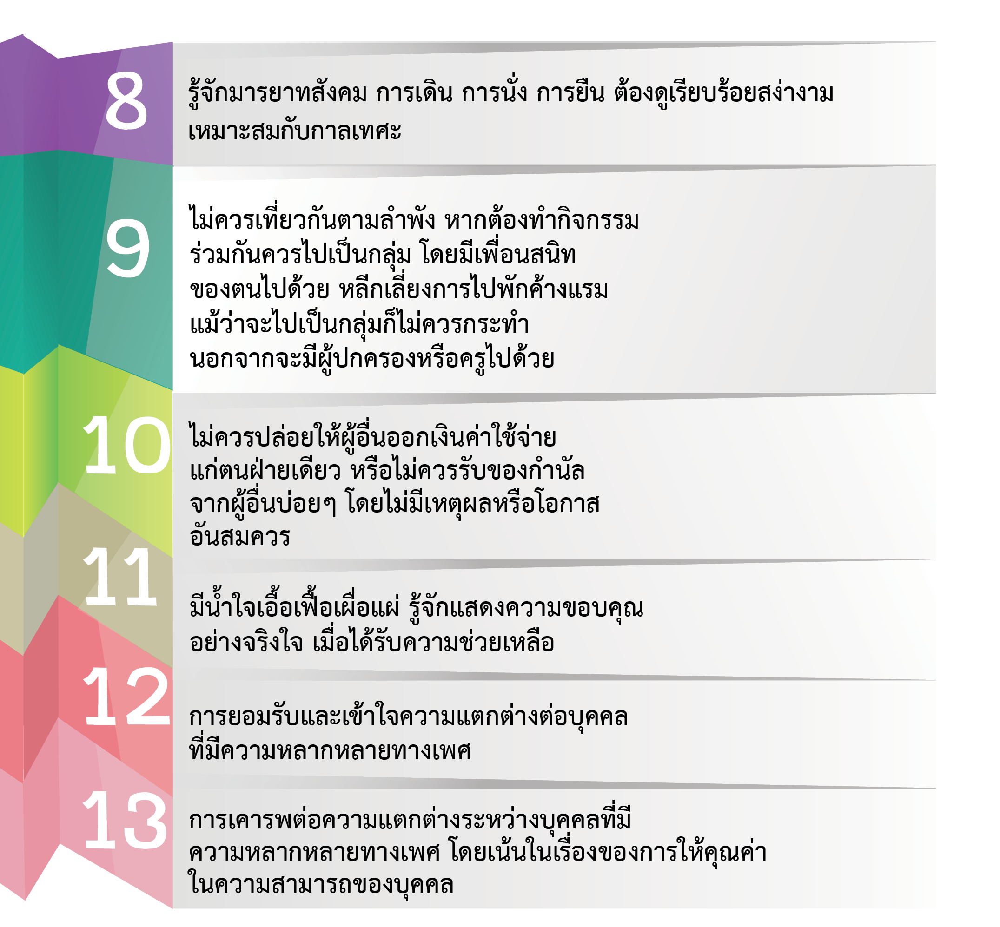 8
รู้จักมารยาทสังคม การเดิน การนั่ง การยืน ต้องดูเรียบร้อยสง่างาม
เหมาะสมกับกาลเทศะ
9
ไม่ควรเที่ยวกันตามลำพัง หากต้องทำกิจกรรม
ร่วมกันควรไปเป็นกลุ่ม โดยมีเพื่อนสนิท
ของตนไปด้วย หลีกเลี่ยงการไปพักค้างแรม
แม้ว่าจะไปเป็นกลุ่มก็ไม่ควรกระทำ
นอกจากจะมีผู้ปกครองหรือครูไปด้วย
10
ไม่ควรปล่อยให้ผู้อื่นออกเงินค่าใช้จ่าย
แก่ตนฝ่ายเดียว หรือไม่ควรรับของกำนัล
จากผู้อื่นบ่อยๆ โดยไม่มีเหตุผลหรือโอกาส
อันสมควร
11
มีน้ำใจเอื้อเฟื้อเผื่อแผ่ รู้จักแสดงความขอบคุณ
อย่างจริงใจ เมื่อได้รับความช่วยเหลือ
12
การยอมรับและเข้าใจความแตกต่างต่อบุคคล
ที่มีความหลากหลายทางเพศ
13
การเคารพต่อความแตกต่างระหว่างบุคคลที่มี
ความหลากหลายทางเพศ โดยเน้นในเรื่องของการให้คุณค่า
ในความสามารถของบุคคล